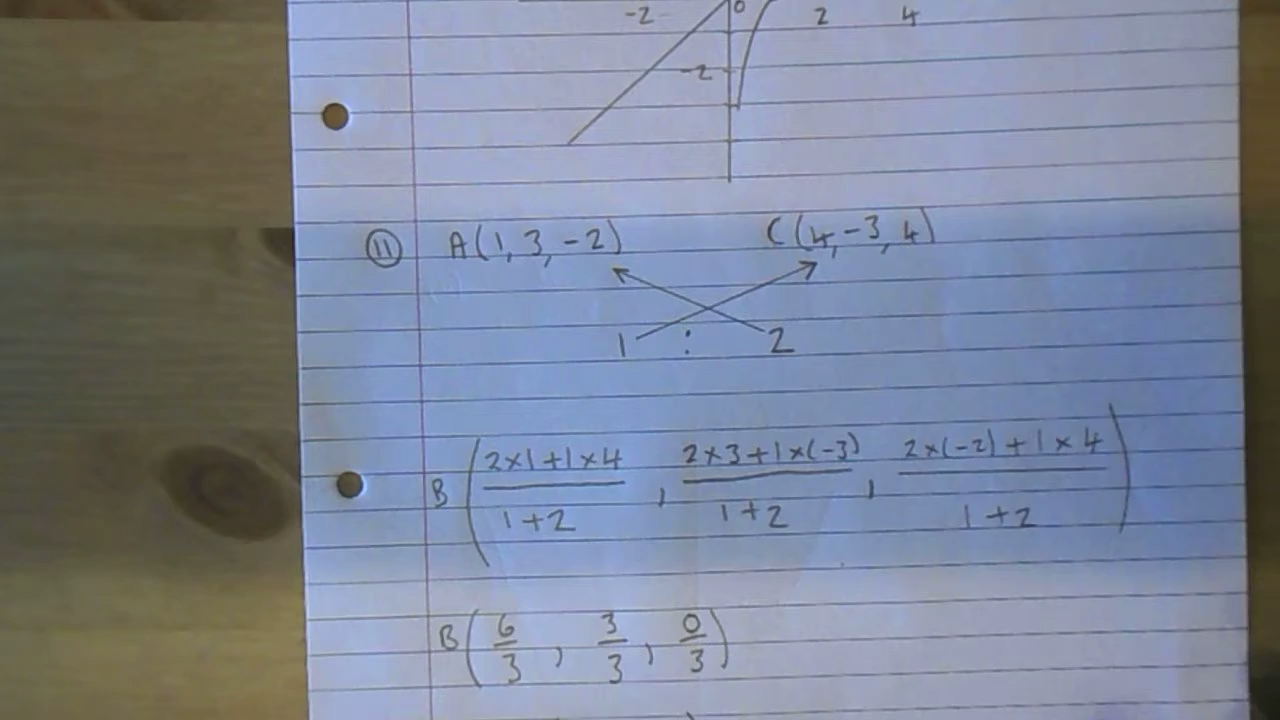 -2 0 2 4
-2
⑪ A(1, 3, -2) C(4, -3, 4)
1 : 2
B(2×1+1×4/1+2, 2×3+1×(-3)/1+2, 2×(-2)+1×4/1+2)
B(6/3, 3/3, 0/3)